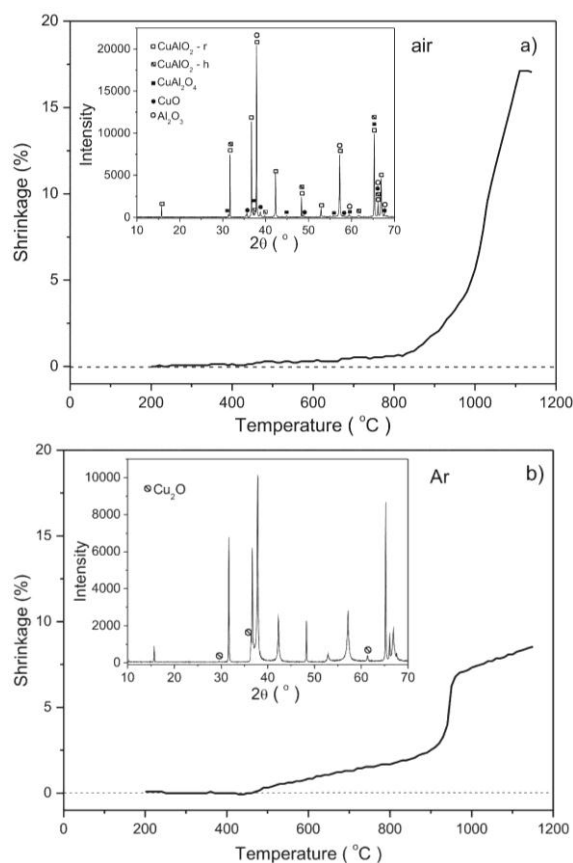 20
15
10
5
0
Shrinkage (%)
air
a)
20000
15000
10000
5000
0
Intensity
CuAlO₂ - r
CuAlO₂ - h
CuAl₂O₄
CuO
Al₂O₃
10 20 30 40 50 60 70
2θ ( ° )
0 200 400 600 800 1000 1200
Temperature ( °C)
20
15
10
5
0
Shrinkage (%)
Ar
b)
10000
8000
6000
4000
2000
0
Intensity
Cu₂O
10 20 30 40 50 60 70
2θ ( ° )
0 200 400 600 800 1000 1200
Temperature ( °C)